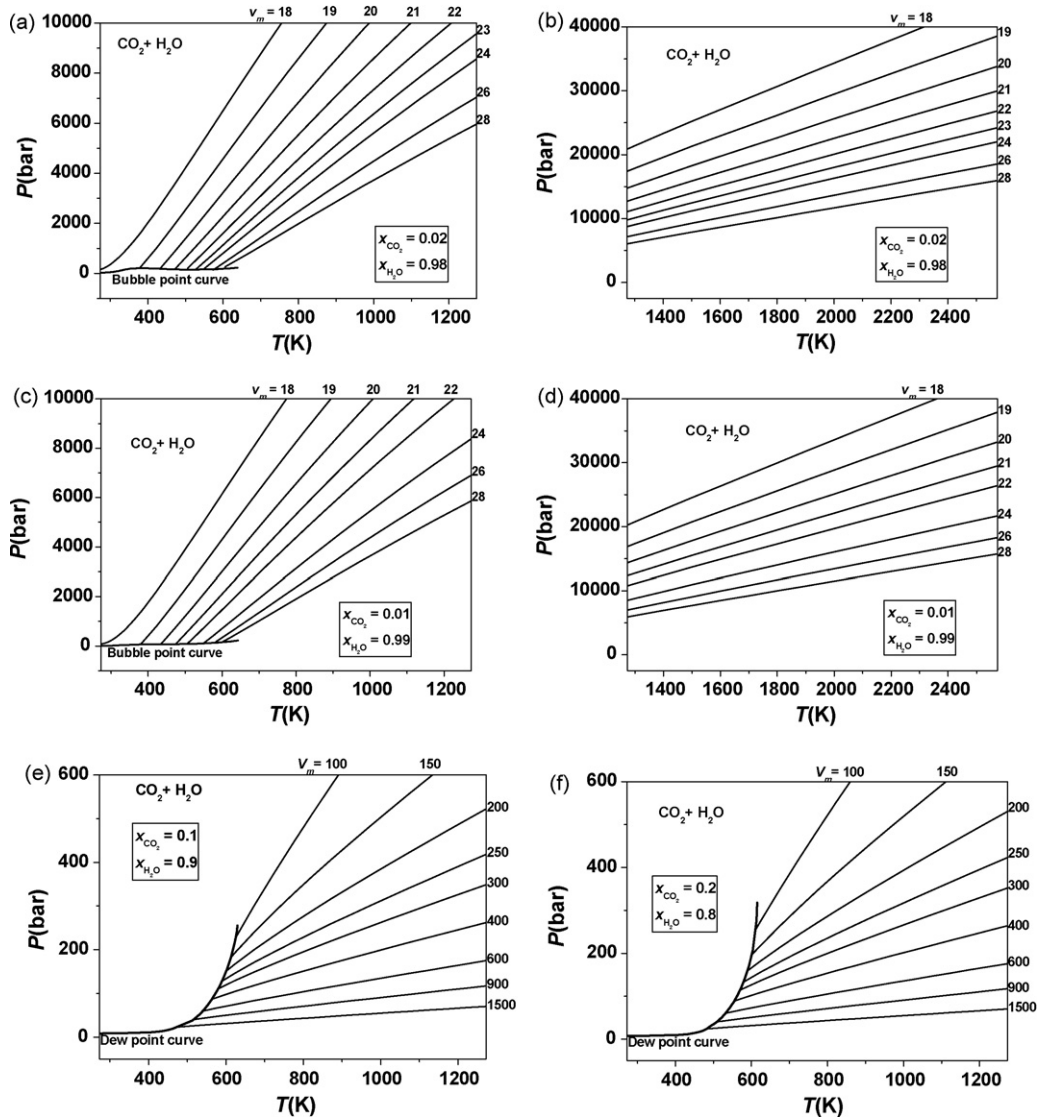 (a)
v_m = 18 19 20 21 22
10000
8000
6000
4000
2000
0
P(bar)
CO₂+ H₂O
23
24
26
28
x_CO₂ = 0.02
x_H₂O = 0.98
Bubble point curve
400 600 800 1000 1200
T(K)
(b)
v_m = 18
40000
30000
20000
10000
0
P(bar)
CO₂+ H₂O
19
20
21
22
23
24
26
28
x_CO₂ = 0.02
x_H₂O = 0.98
1400 1600 1800 2000 2200 2400
T(K)
(c)
v_m = 18 19 20 21 22
10000
8000
6000
4000
2000
0
P(bar)
CO₂+ H₂O
24
26
28
x_CO₂ = 0.01
x_H₂O = 0.99
Bubble point curve
400 600 800 1000 1200
T(K)
(d)
v_m = 18
40000
30000
20000
10000
0
P(bar)
CO₂+ H₂O
19
20
21
22
24
26
28
x_CO₂ = 0.01
x_H₂O = 0.99
1400 1600 1800 2000 2200 2400
T(K)
(e)
V_m = 100 150
600
400
200
0
P(bar)
CO₂+ H₂O
x_CO₂ = 0.1
x_H₂O = 0.9
200
250
300
400
600
900
1500
Dew point curve
400 600 800 1000 1200
T(K)
(f)
V_m = 100 150
600
400
200
0
P(bar)
CO₂+ H₂O
x_CO₂ = 0.2
x_H₂O = 0.8
200
250
300
400
600
900
1500
Dew point curve
400 600 800 1000 1200
T(K)